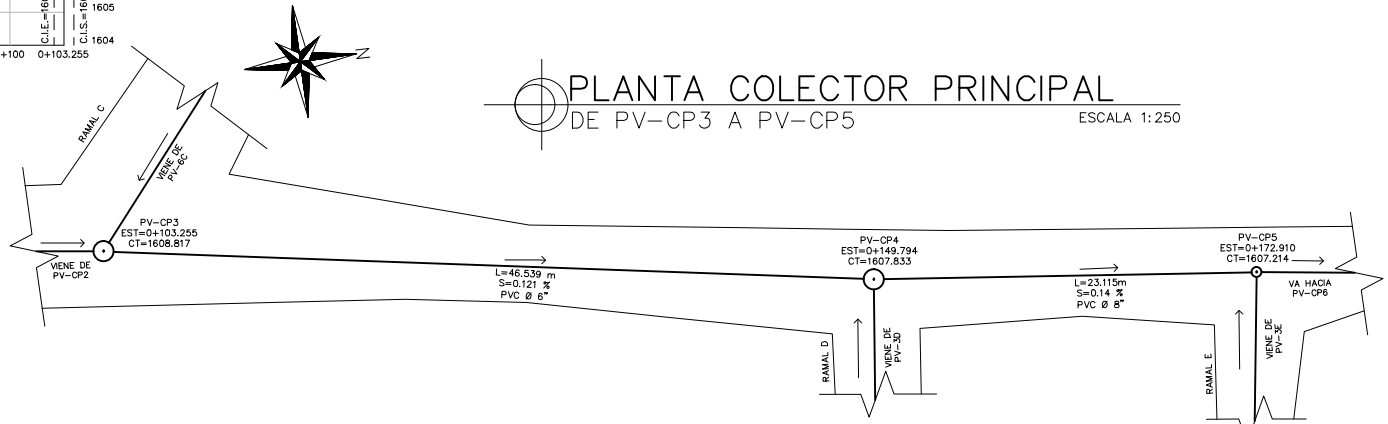 1605
1604
C.I.S.=160
+100
0+103.255
N
PLANTA COLECTOR PRINCIPAL
DE PV-CP3 A PV-CP5
ESCALA 1:250
RAMAL C
VIENE DE
PV-6C
PV-CP3
EST=0+103.255
CT=1608.817
VIENE DE
PV-CP2
L=46.539 m
S=0.121 %
PVC Ø 6"
PV-CP4
EST=0+149.794
CT=1607.833
L=23.115m
S=0.14 %
PVC Ø 8"
PV-CP5
EST=0+172.910
CT=1607.214
VA HACIA
PV-CP6
RAMAL D
VIENE DE
PV-3D
RAMAL E
VIENE DE
PV-3E